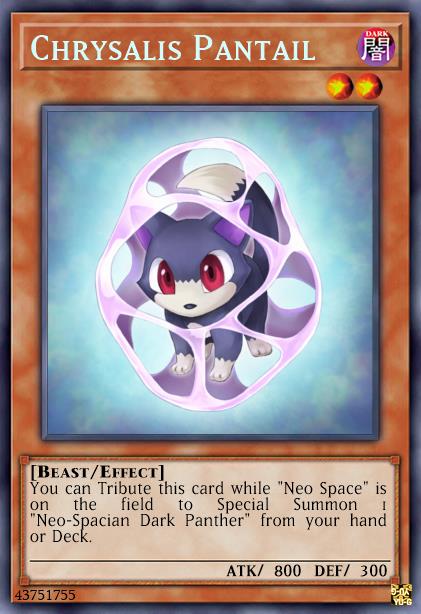 CHRYSALIS PANTAIL
DARK
闇
[BEAST/EFFECT]
You can Tribute this card while "Neo Space" is
on the field to Special Summon 1
"Neo-Spacian Dark Panther" from your hand
or Deck.
ATK/ 800 DEF/ 300
43751755